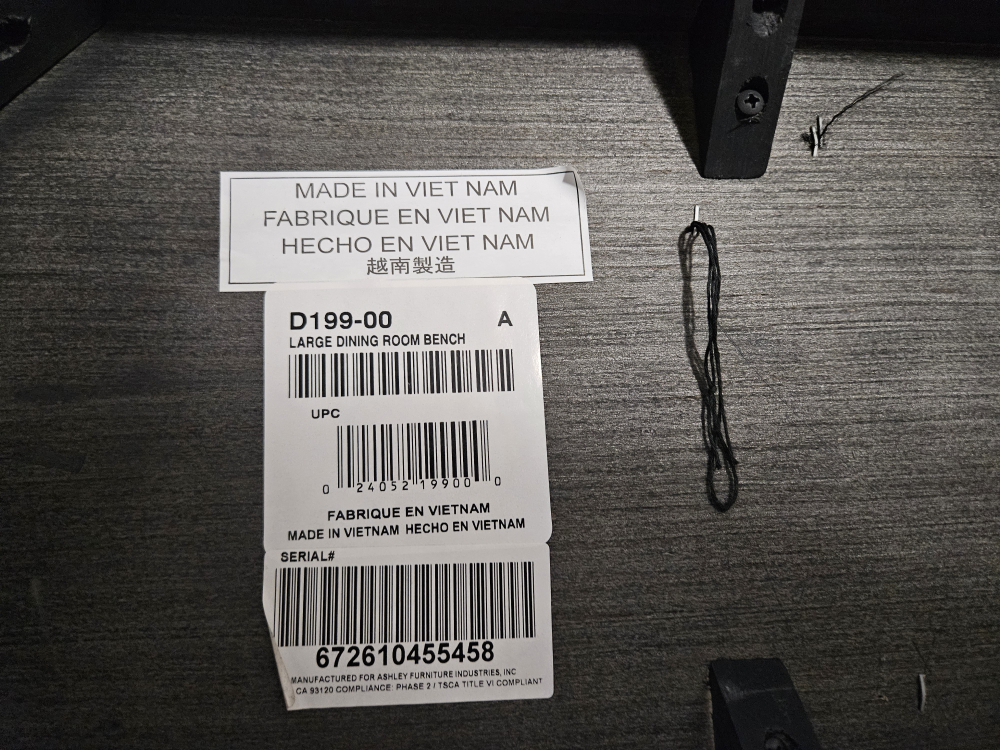 MADE IN VIET NAM
FABRIQUE EN VIET NAM
HECHO EN VIET NAM
越南製造
D199-00 A
LARGE DINING ROOM BENCH
UPC
0 24052 19900 0
FABRIQUE EN VIETNAM
MADE IN VIETNAM HECHO EN VIETNAM
SERIAL#
672610455458
MANUFACTURED FOR ASHLEY FURNITURE INDUSTRIES, INC
CA 93120 COMPLIANCE: PHASE 2 / TSCA TITLE VI COMPLIANT